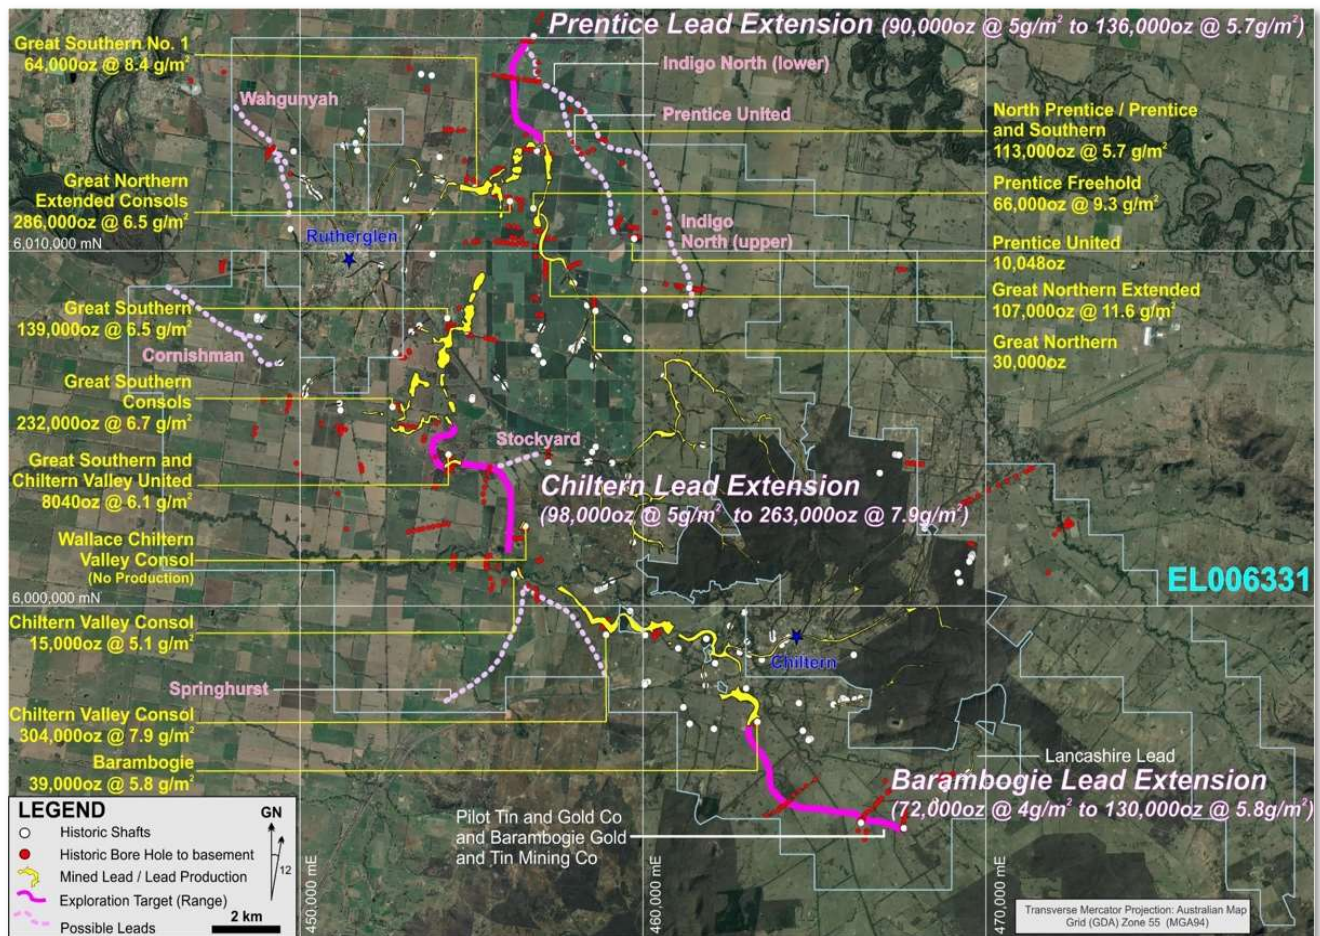 Prentice Lead Extension (90,000oz @ 5g/m² to 136,000oz @ 5.7g/m²)
Great Southern No. 1
64,000oz @ 8.4 g/m²
Indigo North (lower)
Wahgunyah
Prentice United
North Prentice / Prentice
and Southern
113,000oz @ 5.7 g/m²
Great Northern
Extended Consols
286,000oz @ 6.5 g/m²
Prentice Freehold
66,000oz @ 9.3 g/m²
Indigo
North (upper)
6,010,000 mN
Rutherglen
Prentice United
10,048oz
Great Northern Extended
107,000oz @ 11.6 g/m²
Great Southern
139,000oz @ 6.5 g/m²
Great Northern
30,000oz
Cornishman
Great Southern
Consols
232,000oz @ 6.7 g/m²
Stockyard
Great Southern and
Chiltern Valley United
8040oz @ 6.1 g/m²
Chiltern Lead Extension
(98,000oz @ 5g/m² to 263,000oz @ 7.9g/m²)
Wallace Chiltern
Valley Consol
(No Production)
EL006331
6,000,000 mN
Chiltern Valley Consol
15,000oz @ 5.1 g/m²
Chiltern
Springhurst
Chiltern Valley Consol
304,000oz @ 7.9 g/m²
Barambogie
39,000oz @ 5.8 g/m²
Lancashire Lead
Barambogie Lead Extension
(72,000oz @ 4g/m² to 130,000oz @ 5.8g/m²)
Pilot Tin and Gold Co
and Barambogie Gold
and Tin Mining Co
LEGEND
GN
12
Historic Shafts
Historic Bore Hole to basement
Mined Lead / Lead Production
Exploration Target (Range)
Possible Leads
2 km
450,000 mE
460,000 mE
470,000 mE
Transverse Mercator Projection: Australian Map
Grid (GDA) Zone 55 (MGA94)